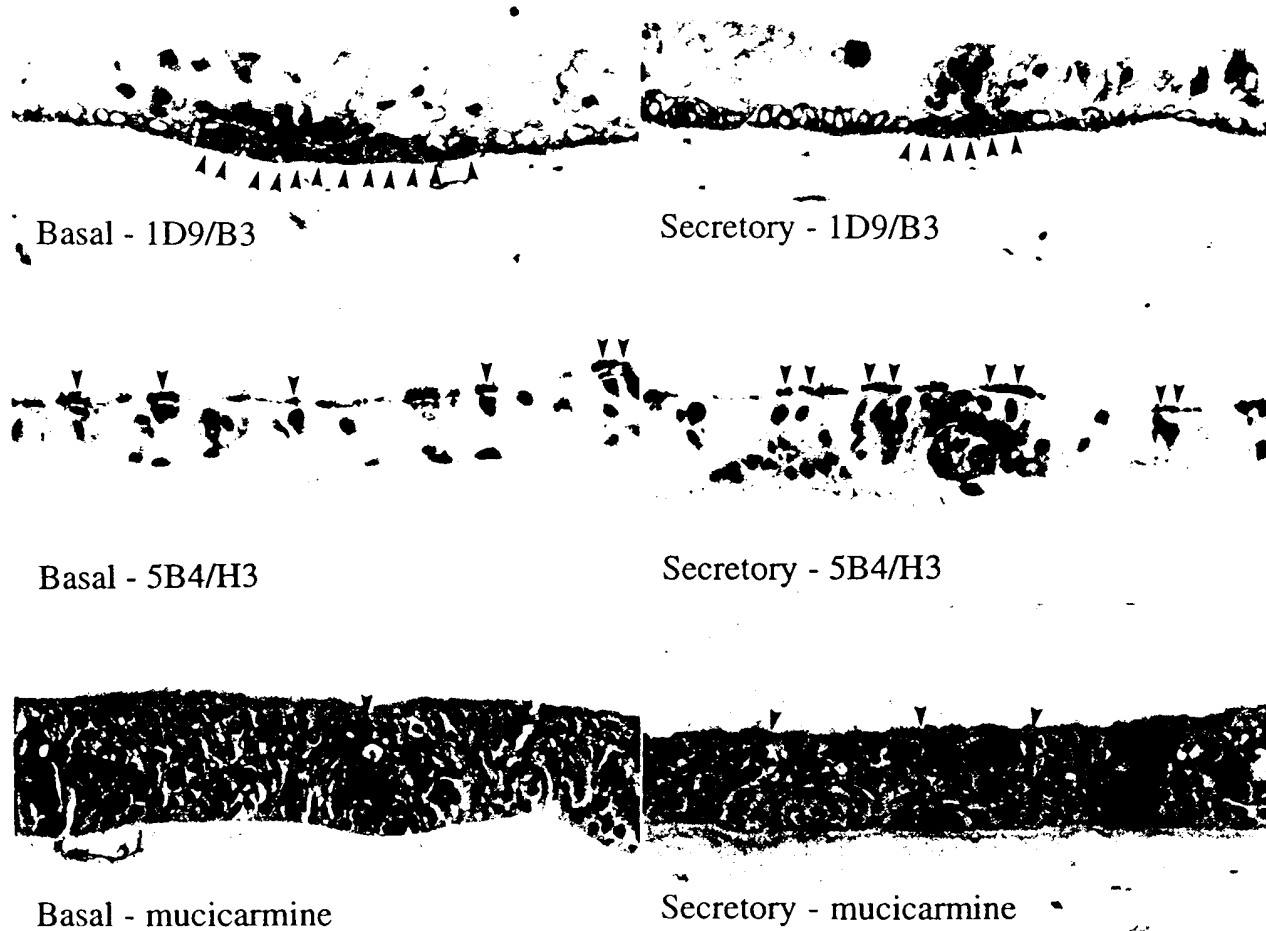 Basal - 1D9/B3
Secretory - 1D9/B3
Basal - 5B4/H3
Secretory - 5B4/H3
Basal - mucicarmine
Secretory - mucicarmine